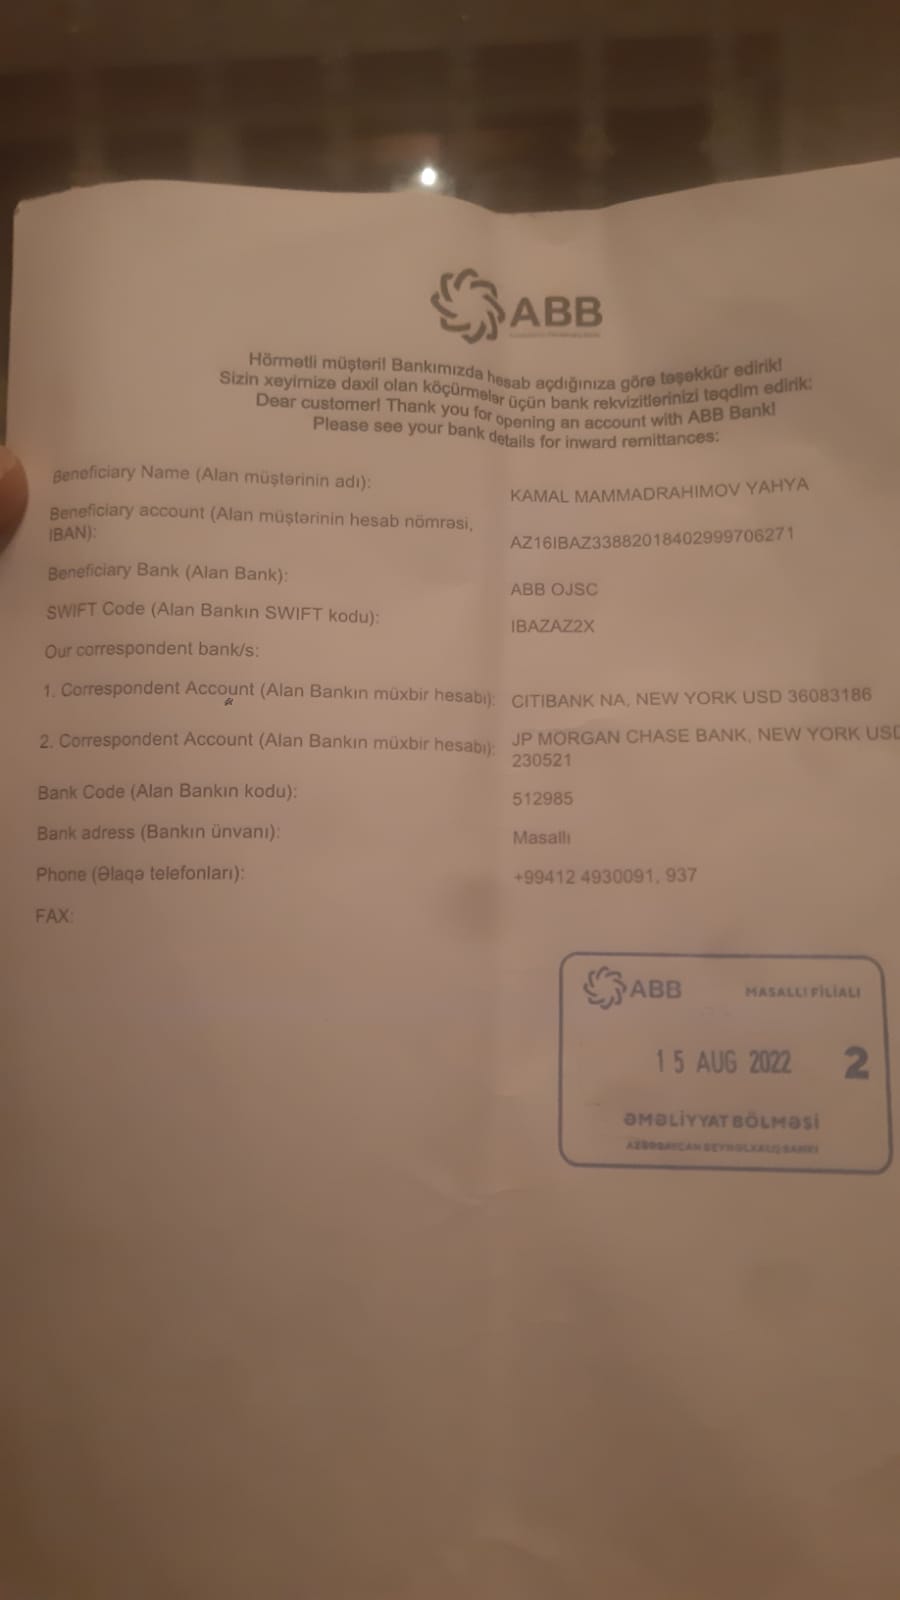 ABB
Hörmətli müştəri! Bankımızda hesab açdığınıza görə təşəkkür edirik!
Sizin xeyirnizə daxil olan köçürmələr üçün bank rekvizitlərinizi təqdim edirik:
Dear customer! Thank you for opening an account with ABB Bank!
Please see your bank details for inward remittances:
Beneficiary Name (Alan müştərinin adı): KAMAL MAMMADRAHIMOV YAHYA
Beneficiary account (Alan müştərinin hesab nömrəsi,
IBAN): AZ16IBAZ33882018402999706271
Beneficiary Bank (Alan Bank): ABB OJSC
SWIFT Code (Alan Bankın SWIFT kodu): IBAZAZ2X
Our correspondent bank/s:
1. Correspondent Account (Alan Bankın müxbir hesabı): CITIBANK NA, NEW YORK USD 36083186
2. Correspondent Account (Alan Bankın müxbir hesabı): JP MORGAN CHASE BANK, NEW YORK USD
230521
Bank Code (Alan Bankın kodu): 512985
Bank adress (Bankın ünvanı): Masallı
Phone (Əlaqə telefonları): +99412 4930091, 937
FAX:
ABB MASALLI FİLİALI
15 AUG 2022 2
ƏMƏLİYYAT BÖLMƏSİ